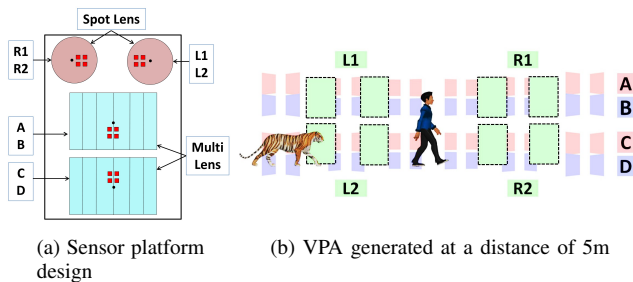 Spot Lens
R1
R2
L1
L2
A
B
C
D
Multi
Lens
(a) Sensor platform
design
L1
R1
A
B
C
D
L2
R2
(b) VPA generated at a distance of 5m